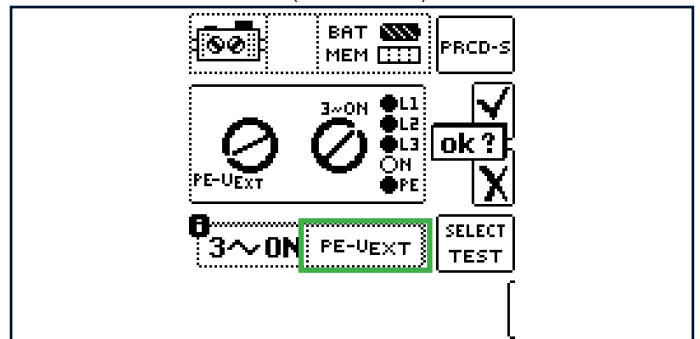 BAT
MEM
PRCD-S
3~ON
L1
L2
L3
N
PE
PE-UEXT
ok ?
3~ ON
PE-UEXT
SELECT
TEST